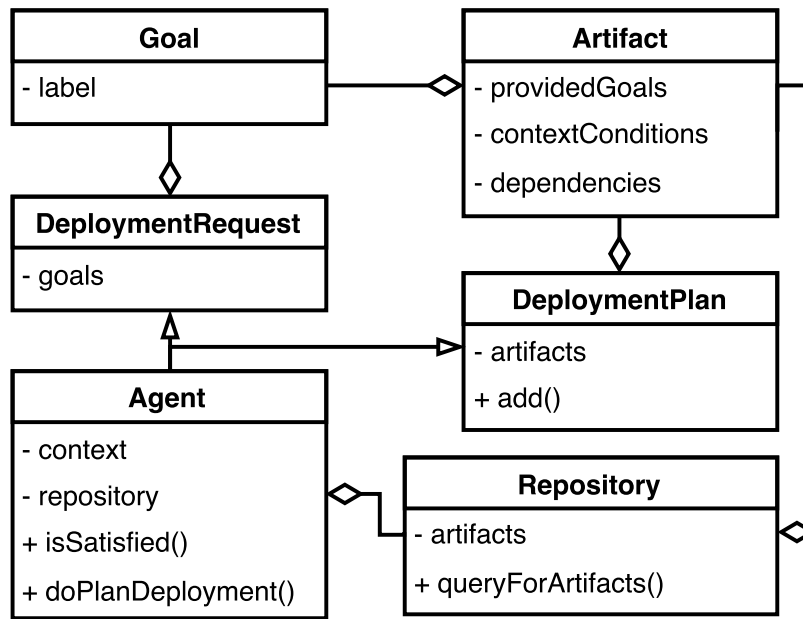 Goal
- label
Artifact
- providedGoals
- contextConditions
- dependencies
DeploymentRequest
- goals
DeploymentPlan
- artifacts
+ add()
Agent
- context
- repository
+ isSatisfied()
+ doPlanDeployment()
Repository
- artifacts
+ queryForArtifacts()